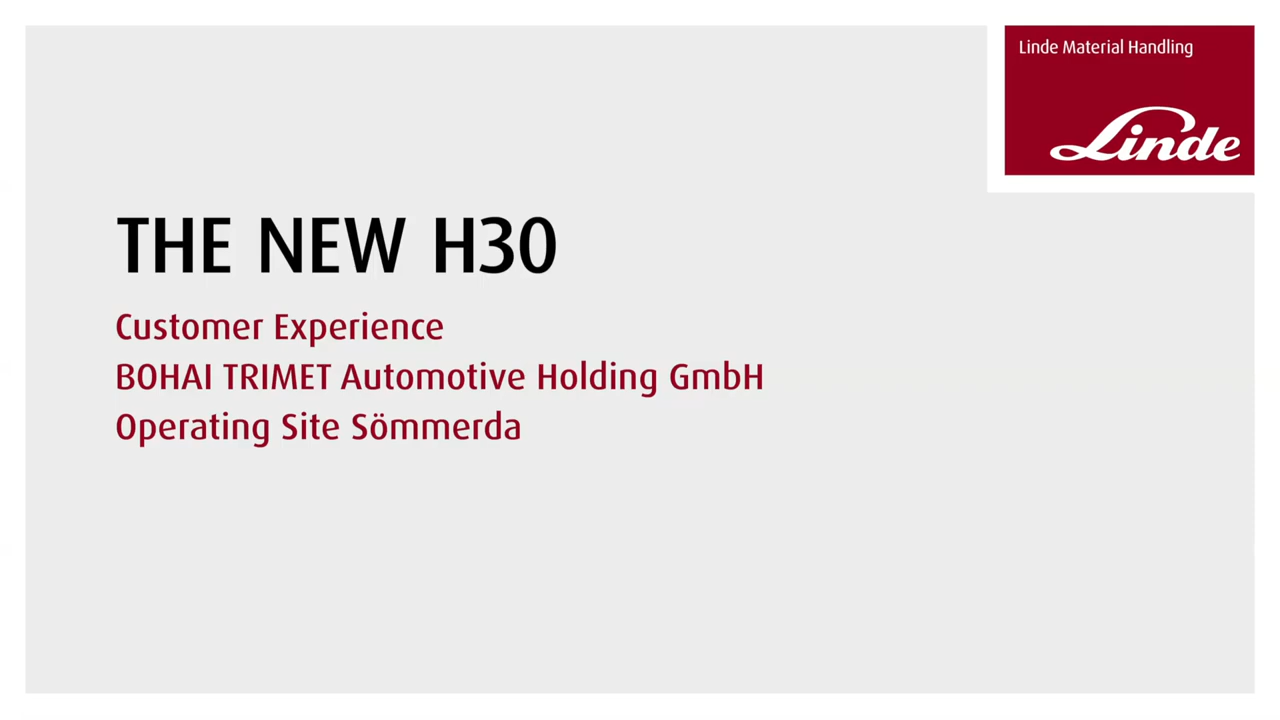 Linde Material Handling
Linde
THE NEW H30
Customer Experience
BOHAI TRIMET Automotive Holding GmbH
Operating Site Sömmerda